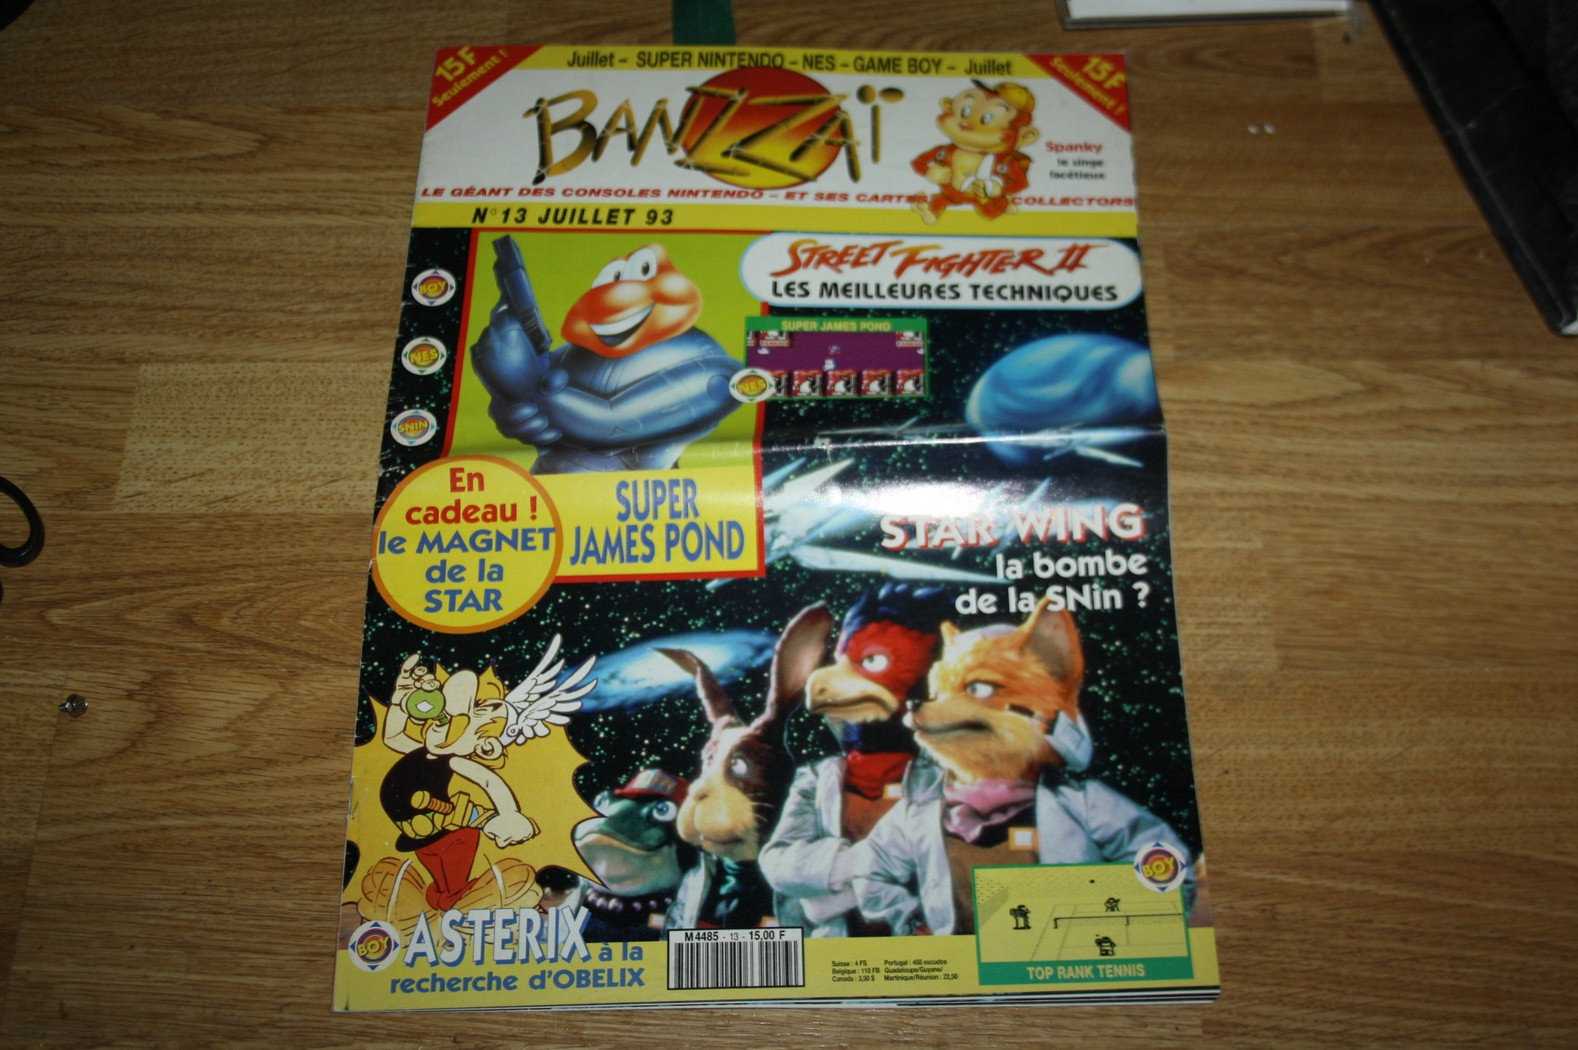 15F
Seulement !
Juillet - SUPER NINTENDO - NES - GAME BOY - Juillet
15F
Seulement !
BANZZAÏ
Spanky
le singe
facétieux
LE GÉANT DES CONSOLES NINTENDO - ET SES CARTES COLLECTORS
N°13 JUILLET 93
STREET FIGHTER II
LES MEILLEURES TECHNIQUES
BOY
NES
SNIN
SUPER JAMES POND
NES
En
cadeau !
le MAGNET
de la
STAR
SUPER
JAMES POND
STAR WING
la bombe
de la SNin ?
BOY
ASTERIX à la
recherche d'OBELIX
M 4485 - 13 - 15,00 F
Suisse : 4 FS
Belgique : 110 FB
Canada : 3,50 $
Portugal : 450 escudos
Guadeloupe/Guyane/
Martinique/Réunion : 22,50
BOY
TOP RANK TENNIS